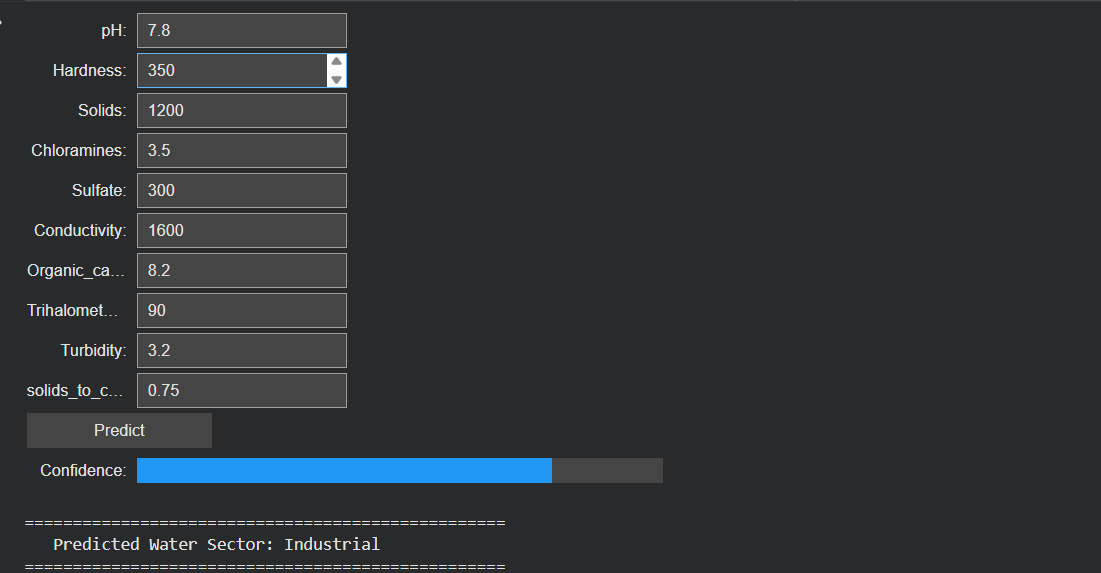 pH: 7.8
Hardness: 350
Solids: 1200
Chloramines: 3.5
Sulfate: 300
Conductivity: 1600
Organic_ca... 8.2
Trihalomet... 90
Turbidity: 3.2
solids_to_c... 0.75
Predict
Confidence:
==================================================
Predicted Water Sector: Industrial
==================================================